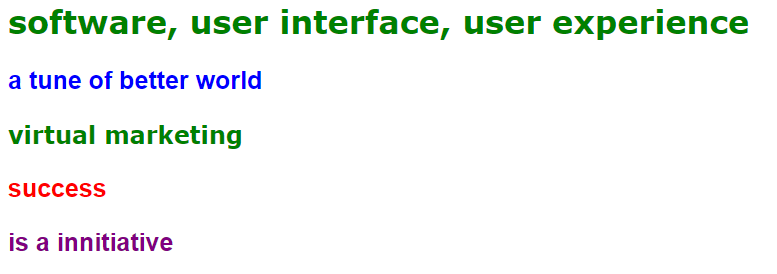 software, user interface, user experience
a tune of better world
virtual marketing
success
is a innitiative